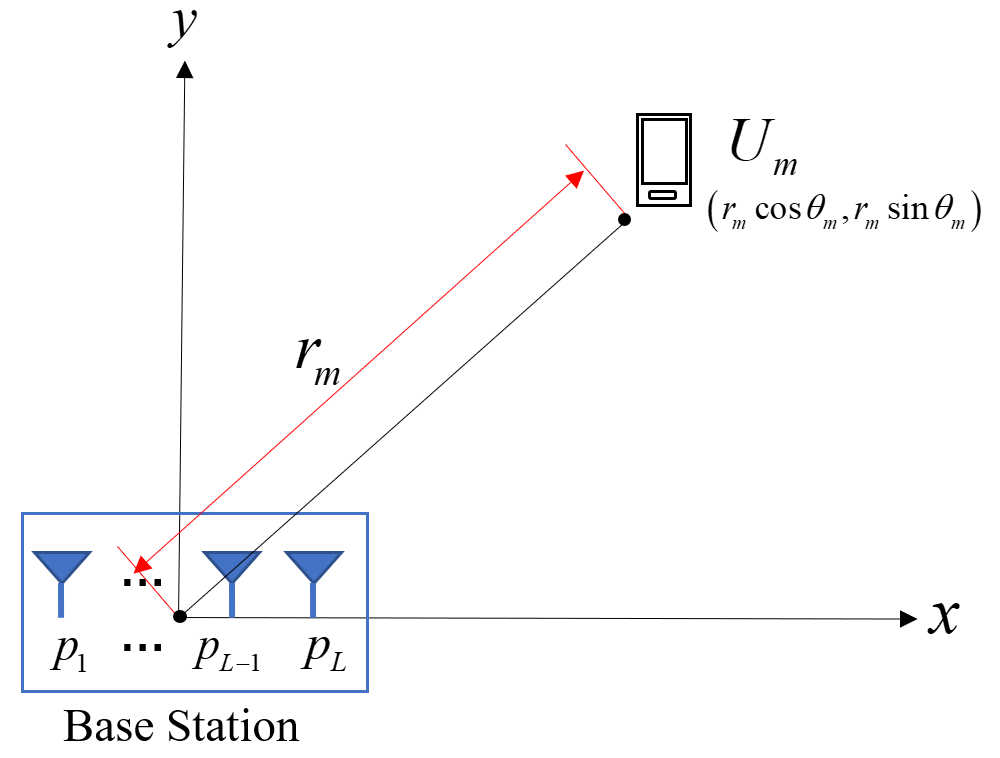 y
U_m
(r_m cos θ_m, r_m sin θ_m)
r_m
...
x
p_1 ... p_{L-1} p_L
Base Station